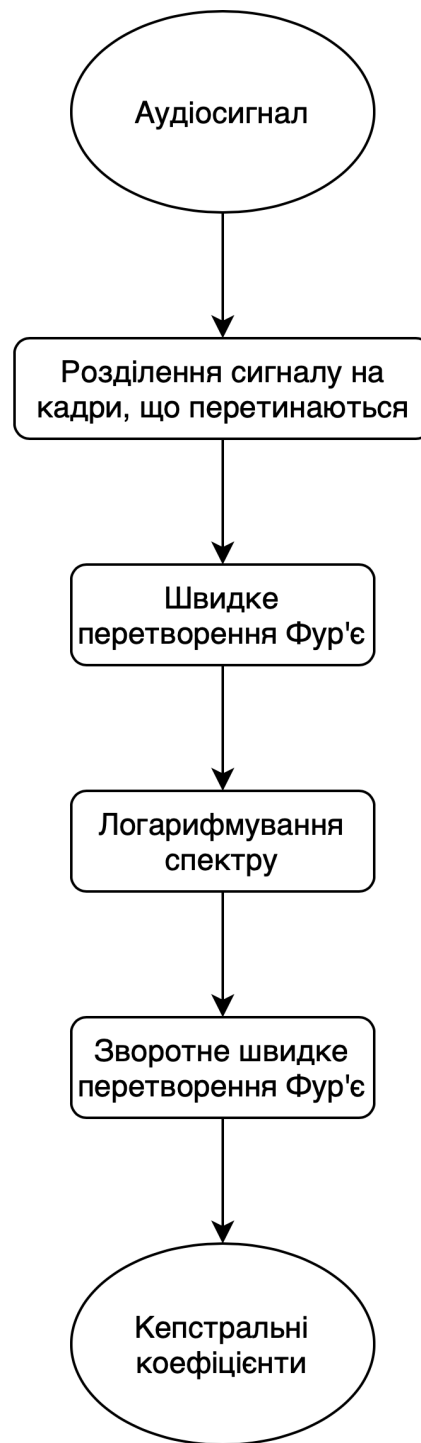 Аудіосигнал
Розділення сигналу на
кадри, що перетинаються
Швидке
перетворення Фур'є
Логарифмування
спектру
Зворотне швидке
перетворення Фур'є
Кепстральні
коефіцієнти